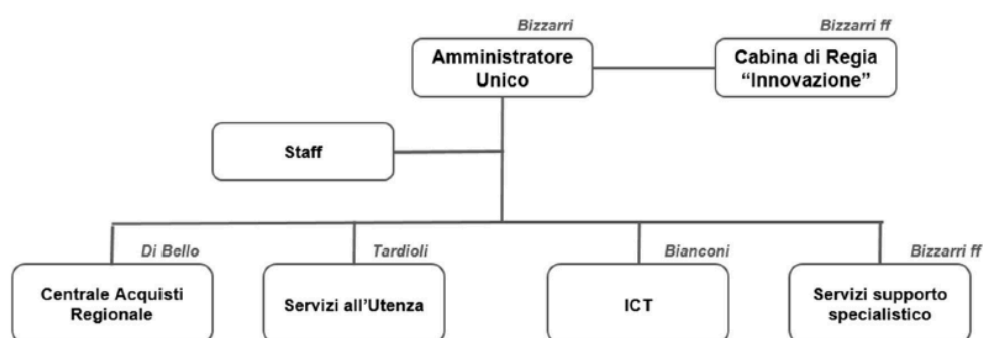 Bizzarri
Amministratore
Unico
Bizzarri ff
Cabina di Regia
“Innovazione”
Staff
Di Bello
Centrale Acquisti
Regionale
Tardioli
Servizi all’Utenza
Bianconi
ICT
Bizzarri ff
Servizi supporto
specialistico